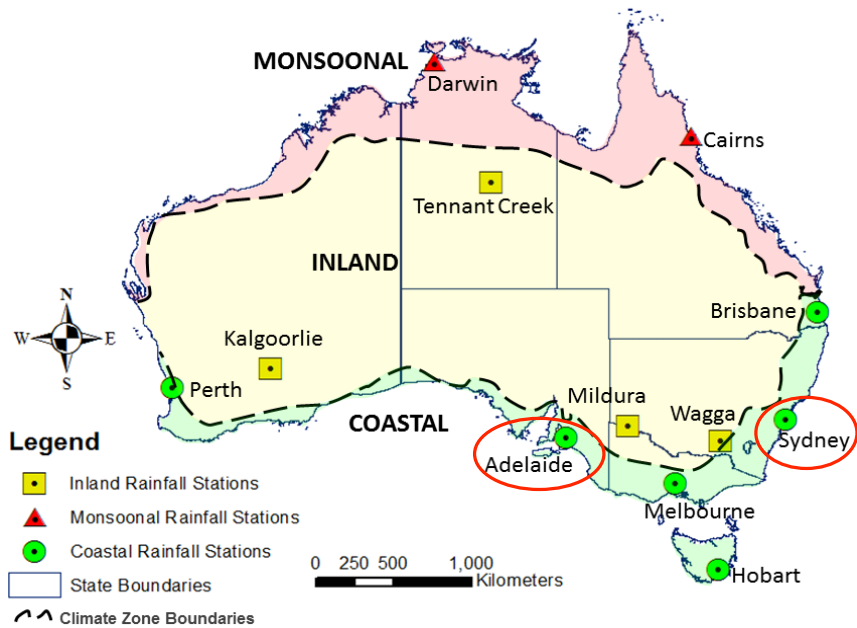 MONSOONAL
Darwin
Cairns
Tennant Creek
INLAND
Brisbane
Kalgoorlie
Perth
Mildura
Wagga
COASTAL
Sydney
Adelaide
Melbourne
Hobart
N
W E
S
Legend
Inland Rainfall Stations
Monsoonal Rainfall Stations
Coastal Rainfall Stations
State Boundaries
Climate Zone Boundaries
0 250 500 1,000
Kilometers